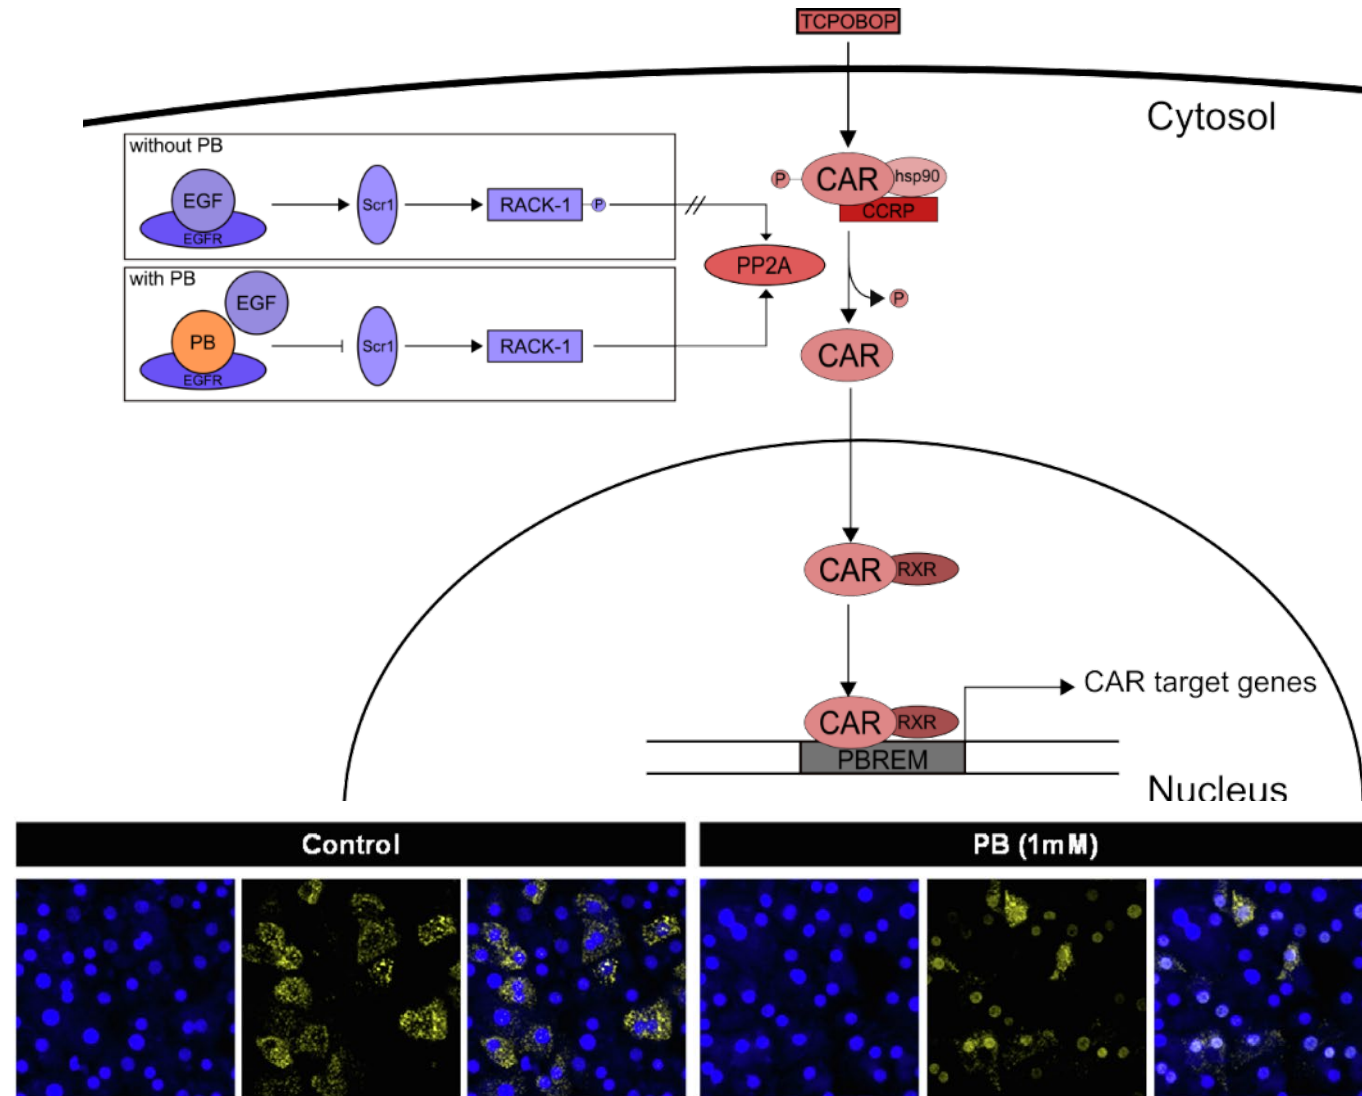 TCPOBOP
Cytosol
without PB
EGF
EGFR
Scr1
RACK-1
P
P
CAR
hsp90
CCRP
PP2A
with PB
EGF
PB
EGFR
Scr1
RACK-1
P
CAR
CAR
RXR
CAR target genes
CAR
RXR
PBREM
Nucleus
Control
PB (1mM)